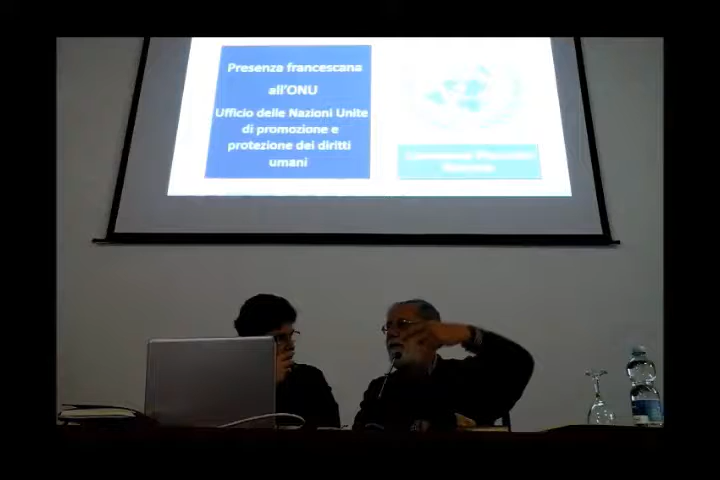 Presenza francescana
all'ONU
Ufficio delle Nazioni Unite
di promozione e
protezione dei diritti
umani